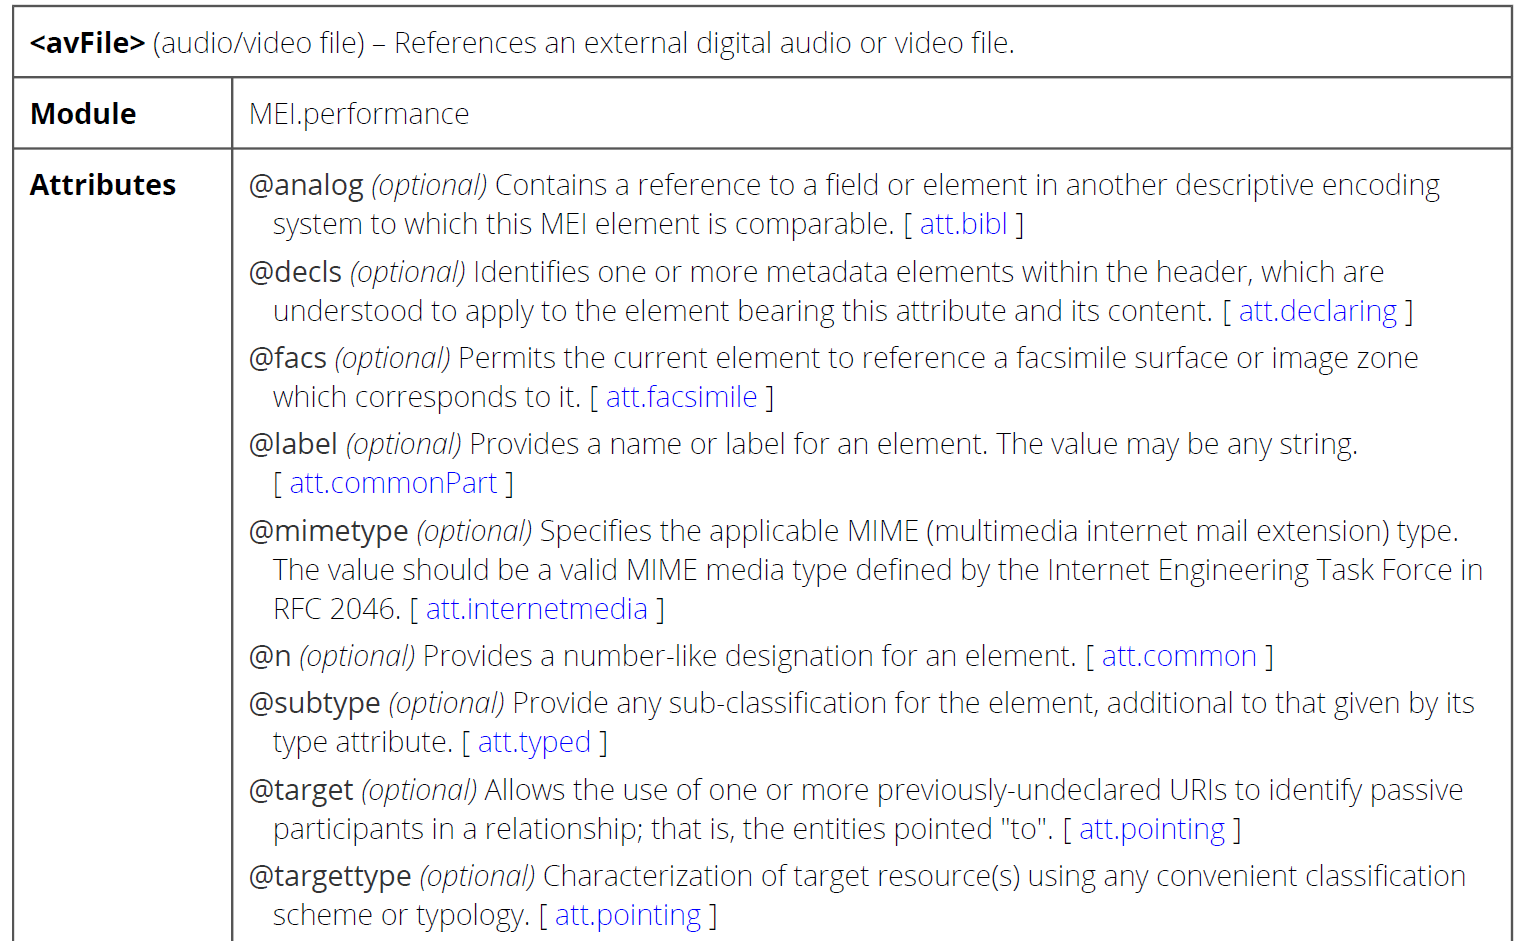 <avFile> (audio/video file) – References an external digital audio or video file.
Module
MEI.performance
Attributes
@analog (optional) Contains a reference to a field or element in another descriptive encoding
system to which this MEI element is comparable. [ att.bibl ]
@decls (optional) Identifies one or more metadata elements within the header, which are
understood to apply to the element bearing this attribute and its content. [ att.declaring ]
@facs (optional) Permits the current element to reference a facsimile surface or image zone
which corresponds to it. [ att.facsimile ]
@label (optional) Provides a name or label for an element. The value may be any string.
[ att.commonPart ]
@mimetype (optional) Specifies the applicable MIME (multimedia internet mail extension) type.
The value should be a valid MIME media type defined by the Internet Engineering Task Force in
RFC 2046. [ att.internetmedia ]
@n (optional) Provides a number-like designation for an element. [ att.common ]
@subtype (optional) Provide any sub-classification for the element, additional to that given by its
type attribute. [ att.typed ]
@target (optional) Allows the use of one or more previously-undeclared URIs to identify passive
participants in a relationship; that is, the entities pointed "to". [ att.pointing ]
@targettype (optional) Characterization of target resource(s) using any convenient classification
scheme or typology. [ att.pointing ]